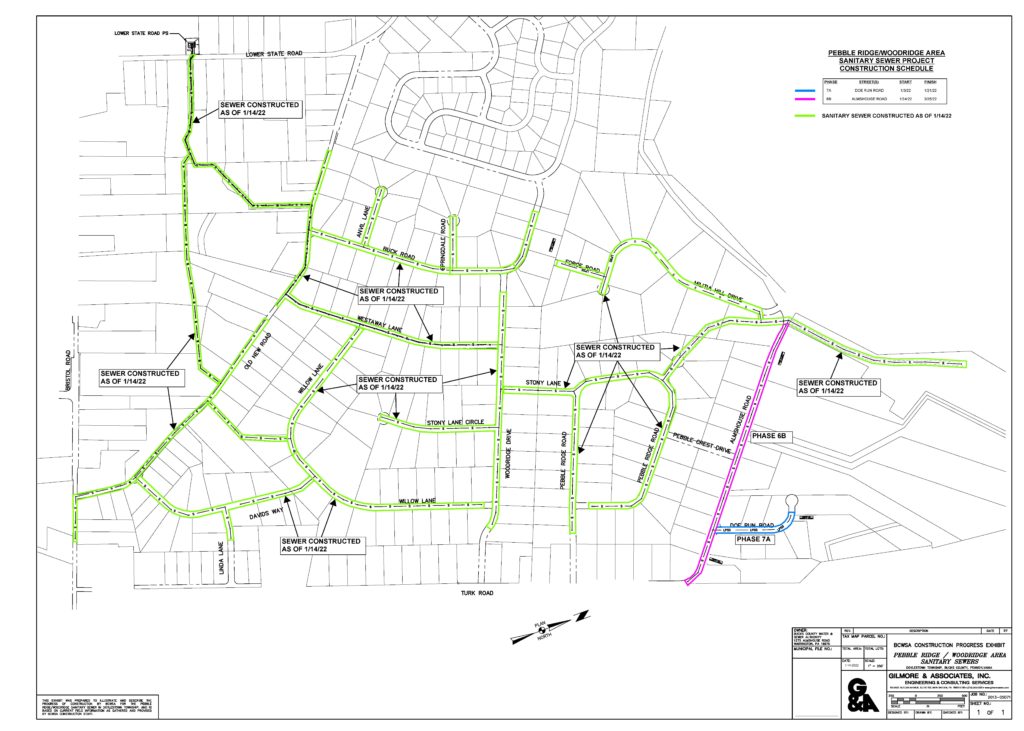 LOWER STATE ROAD PS
LOWER STATE ROAD
PEBBLE RIDGE/WOODRIDGE AREA
SANITARY SEWER PROJECT
CONSTRUCTION SCHEDULE
PHASE STREET(S) START FINISH
7A DOE RUN ROAD 1/3/22 1/21/22
6B ALMSHOUSE ROAD 1/24/22
SANITARY SEWER CONSTRUCTED AS OF 1/14/22
SEWER CONSTRUCTED
AS OF 1/14/22
ANVIL LANE
SPRINGDALE ROAD
BUCK ROAD
FORGE ROAD
MILITIA HILL DRIVE
SEWER CONSTRUCTED
AS OF 1/14/22
WESTAWAY LANE
OLD NEW ROAD
BRISTOL ROAD
SEWER CONSTRUCTED
AS OF 1/14/22
WILLOW LANE
SEWER CONSTRUCTED
AS OF 1/14/22
SEWER CONSTRUCTED
AS OF 1/14/22
STONY LANE
SEWER CONSTRUCTED
AS OF 1/14/22
STONY LANE CIRCLE
WOODRIDGE DRIVE
PEBBLE RIDGE ROAD
PEBBLE RIDGE ROAD
PEBBLE CREST DRIVE
ALMSHOUSE ROAD
PHASE 6B
WILLOW LANE
DAVIDS WAY
LINDA LANE
SEWER CONSTRUCTED
AS OF 1/14/22
DOE RUN ROAD
PHASE 7A
TURK ROAD
PLAN
NORTH
THIS EXHIBIT WAS PREPARED TO ILLUSTRATE AND DESCRIBE THE
PROGRESS OF CONSTRUCTION BY BCWSA FOR THE PEBBLE
RIDGE/WOODRIDGE SANITARY SEWER IN DOYLESTOWN TOWNSHIP, AND IS
BASED ON CURRENT FIELD INFORMATION AS GATHERED AND PROVIDED
BY BCWSA CONSTRUCTION STAFF.
OWNER:
BUCKS COUNTY WATER &
SEWER AUTHORITY
1275 ALMSHOUSE ROAD
WARRINGTON, PA 18976
MUNICIPAL FILE NO.:
REV. DESCRIPTION DATE BY
TAX MAP PARCEL NO.:
TOTAL AREA: TOTAL LOTS:
DATE: SCALE:
BCWSA CONSTRUCTION PROGRESS EXHIBIT
PEBBLE RIDGE / WOODRIDGE AREA
SANITARY SEWERS
DOYLESTOWN TOWNSHIP, BUCKS COUNTY, PENNSYLVANIA
G&A
GILMORE & ASSOCIATES, INC.
ENGINEERING & CONSULTING SERVICES
SCALE IN FEET
JOB NO.:
SHEET NO.:
1 OF 1
DESIGNED BY: DRAWN BY: CHECKED BY: